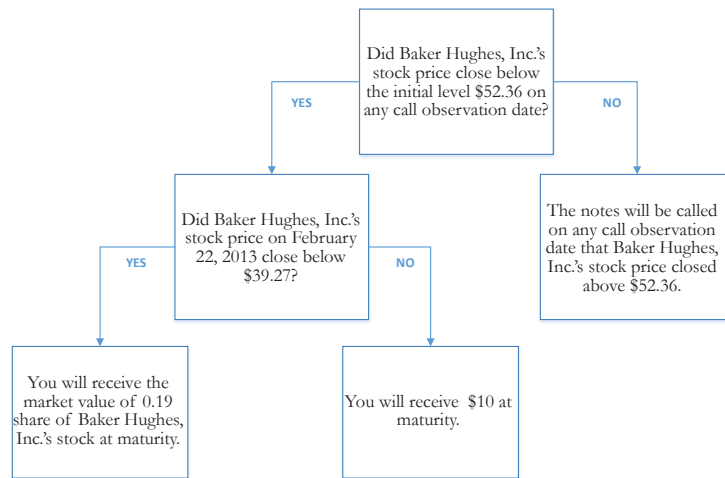 Did Baker Hughes, Inc.'s
stock price close below
the initial level $52.36 on
any call observation date?
YES
NO
Did Baker Hughes, Inc.'s
stock price on February
22, 2013 close below
$39.27?
The notes will be called
on any call observation
date that Baker Hughes,
Inc.'s stock price closed
above $52.36.
YES
NO
You will receive the
market value of 0.19
share of Baker Hughes,
Inc.'s stock at maturity.
You will receive $10 at
maturity.